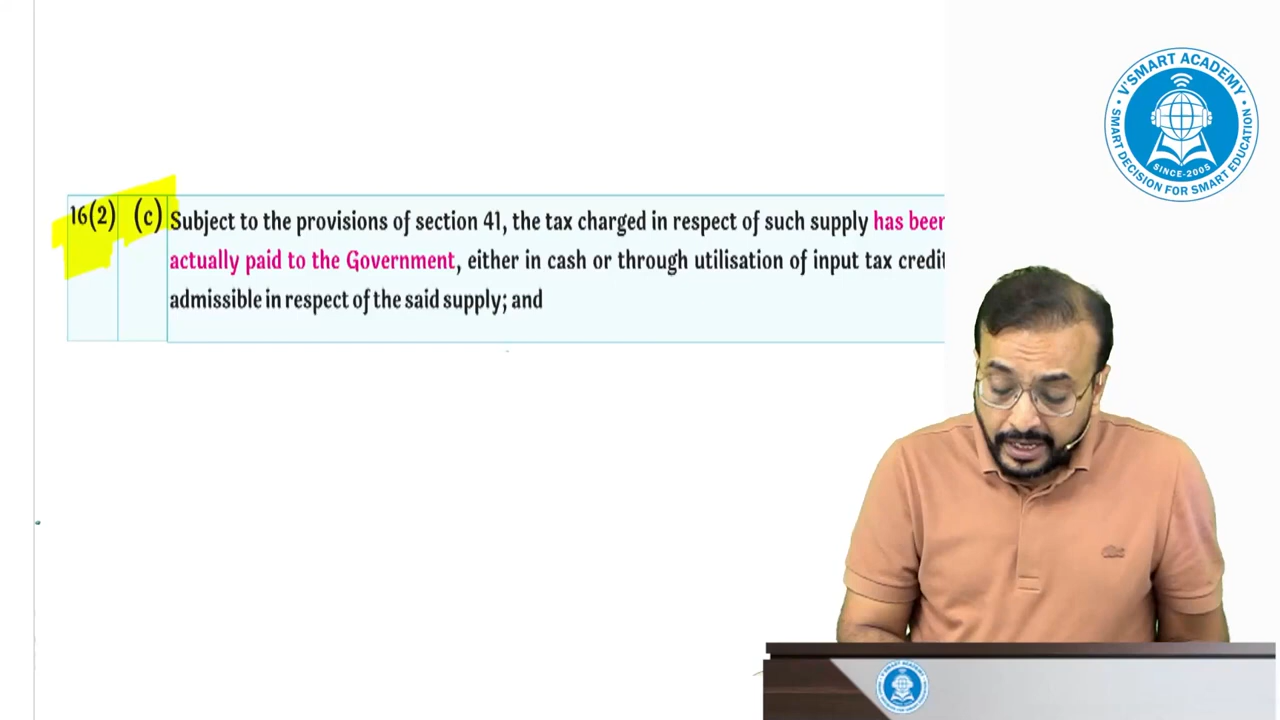 V'SMART ACADEMY
SMART DECISION FOR SMART EDUCATION
SINCE-2005
16(2) (c) Subject to the provisions of section 41, the tax charged in respect of such supply has been
actually paid to the Government, either in cash or through utilisation of input tax credit
admissible in respect of the said supply; and
V'SMART ACADEMY